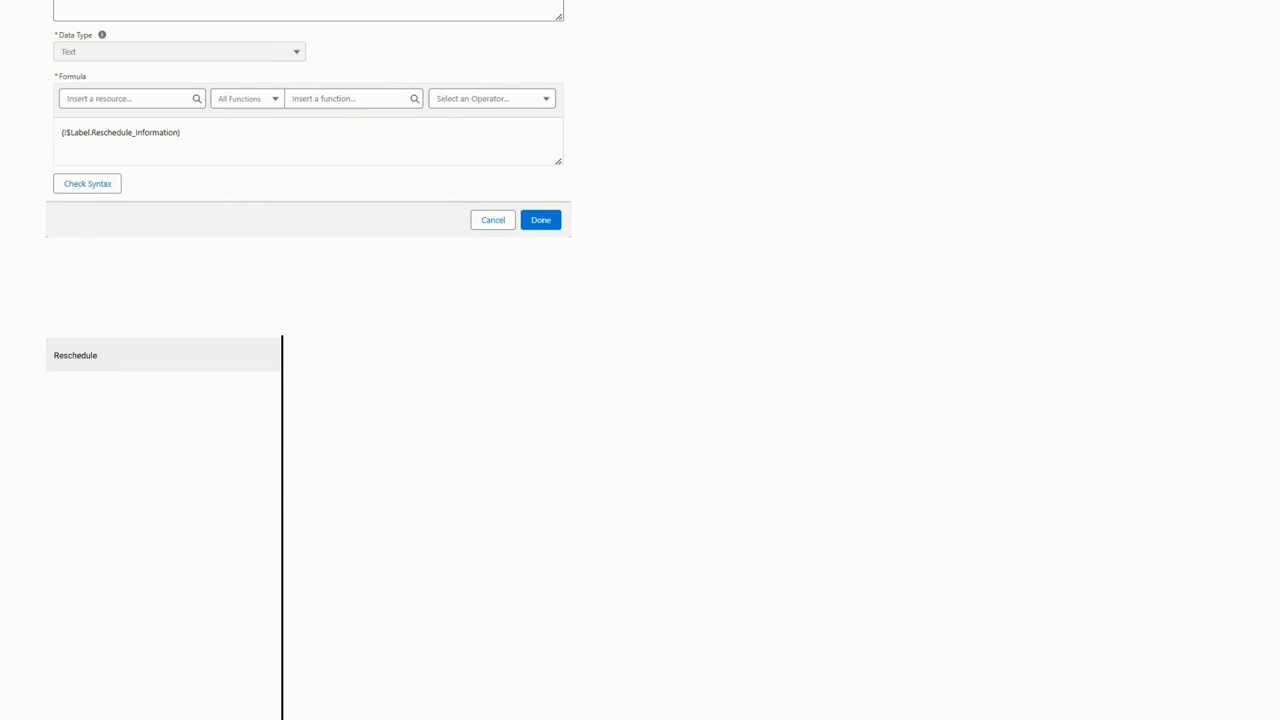 * Data Type
Text
* Formula
Insert a resource...
All Functions
Insert a function...
Select an Operator...
{!$Label.Reschedule_Information}
Check Syntax
Cancel
Done
Reschedule